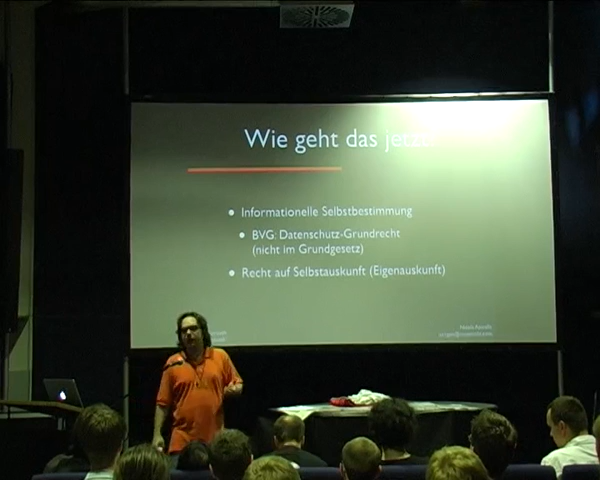 Wie geht das jetzt?
Informationelle Selbstbestimmung
BVG: Datenschutz-Grundrecht
(nicht im Grundgesetz)
Recht auf Selbstauskunft (Eigenauskunft)